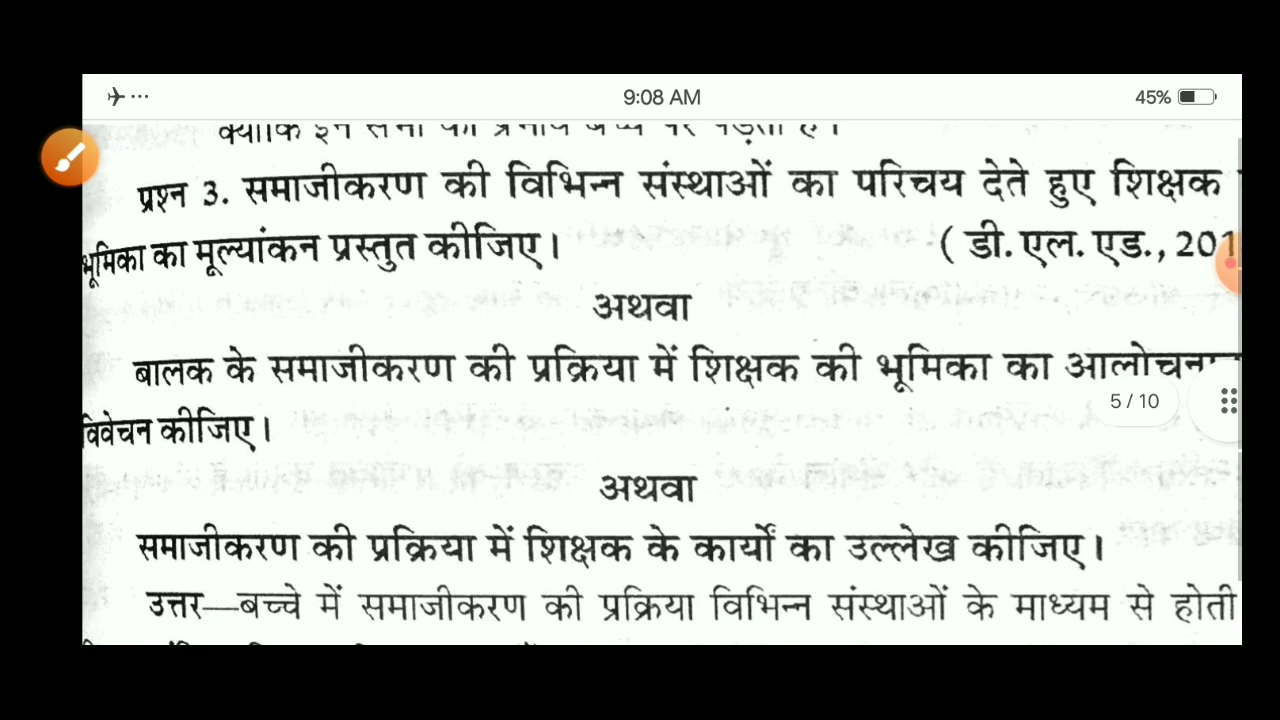 9:08 AM
45%
प्रश्न 3. समाजीकरण की विभिन्न संस्थाओं का परिचय देते हुए शिक्षक
भूमिका का मूल्यांकन प्रस्तुत कीजिए।
( डी. एल. एड., 201
अथवा
बालक के समाजीकरण की प्रक्रिया में शिक्षक की भूमिका का
5 / 10
विवेचन कीजिए।
अथवा
समाजीकरण की प्रक्रिया में शिक्षक के कार्यों का उल्लेख कीजिए।
उत्तर—बच्चे में समाजीकरण की प्रक्रिया विभिन्न संस्थाओं के माध्यम से होती